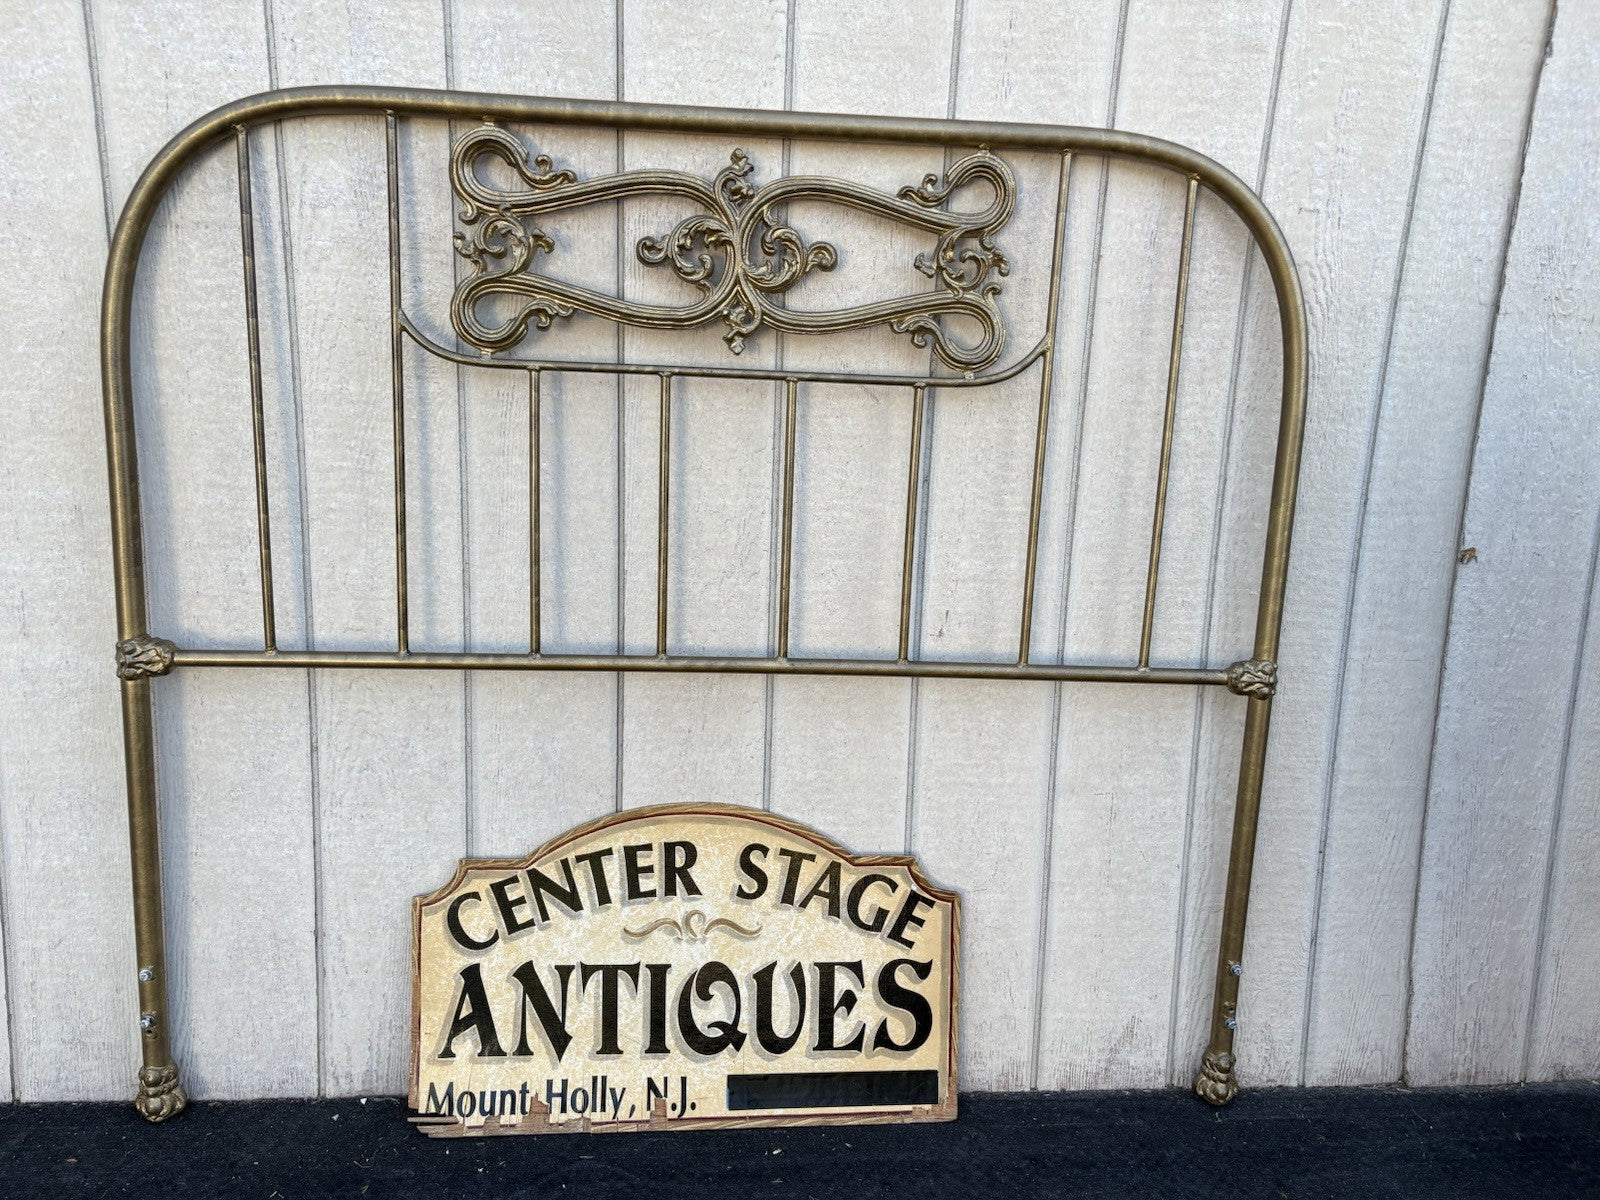 CENTER STAGE
ANTIQUES
Mount Holly, N.J.